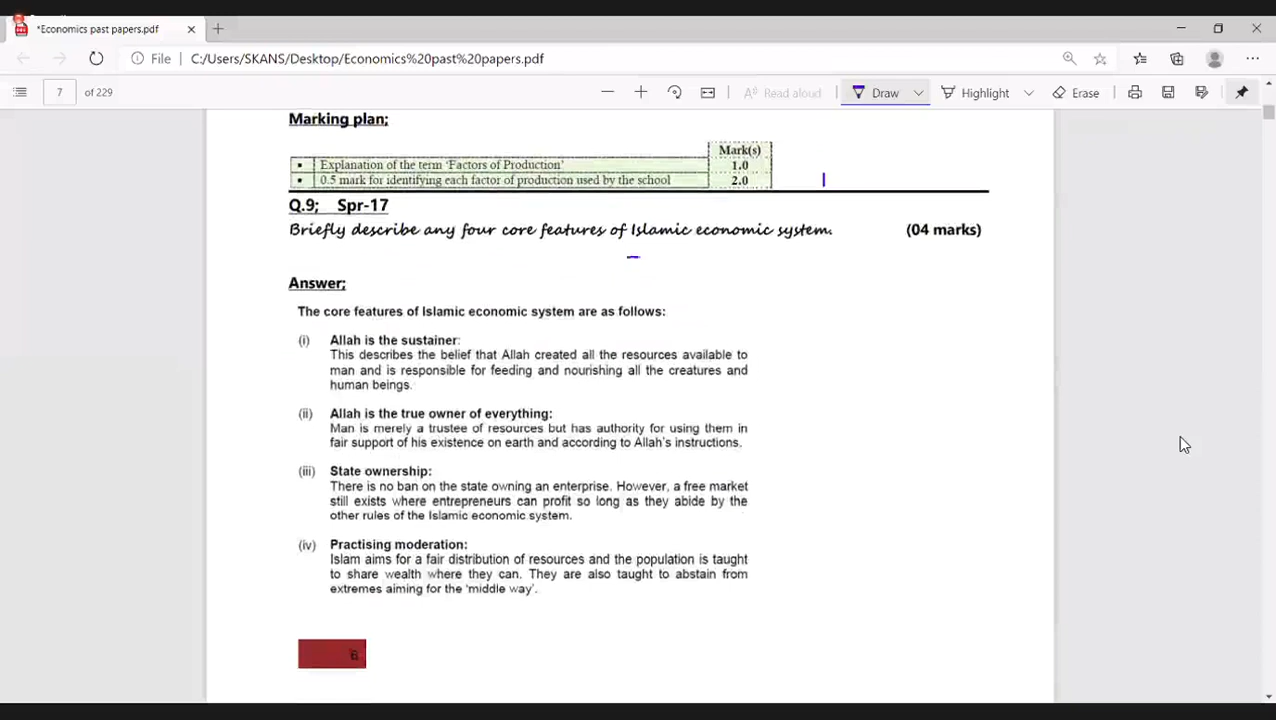 *Economics past papers.pdf
File
C:/Users/SKANS/Desktop/Economics%20past%20papers.pdf
7 of 229
Read aloud
Draw
Highlight
Erase
Marking plan;
Mark(s)
• Explanation of the term 'Factors of Production' 1.0
• 0.5 mark for identifying each factor of production used by the school 2.0
Q.9; Spr-17
Briefly describe any four core features of Islamic economic system. (04 marks)
Answer;
The core features of Islamic economic system are as follows:
(i) Allah is the sustainer:
This describes the belief that Allah created all the resources available to
man and is responsible for feeding and nourishing all the creatures and
human beings.
(ii) Allah is the true owner of everything:
Man is merely a trustee of resources but has authority for using them in
fair support of his existence on earth and according to Allah's instructions.
(iii) State ownership:
There is no ban on the state owning an enterprise. However, a free market
still exists where entrepreneurs can profit so long as they abide by the
other rules of the Islamic economic system.
(iv) Practising moderation:
Islam aims for a fair distribution of resources and the population is taught
to share wealth where they can. They are also taught to abstain from
extremes aiming for the 'middle way'.